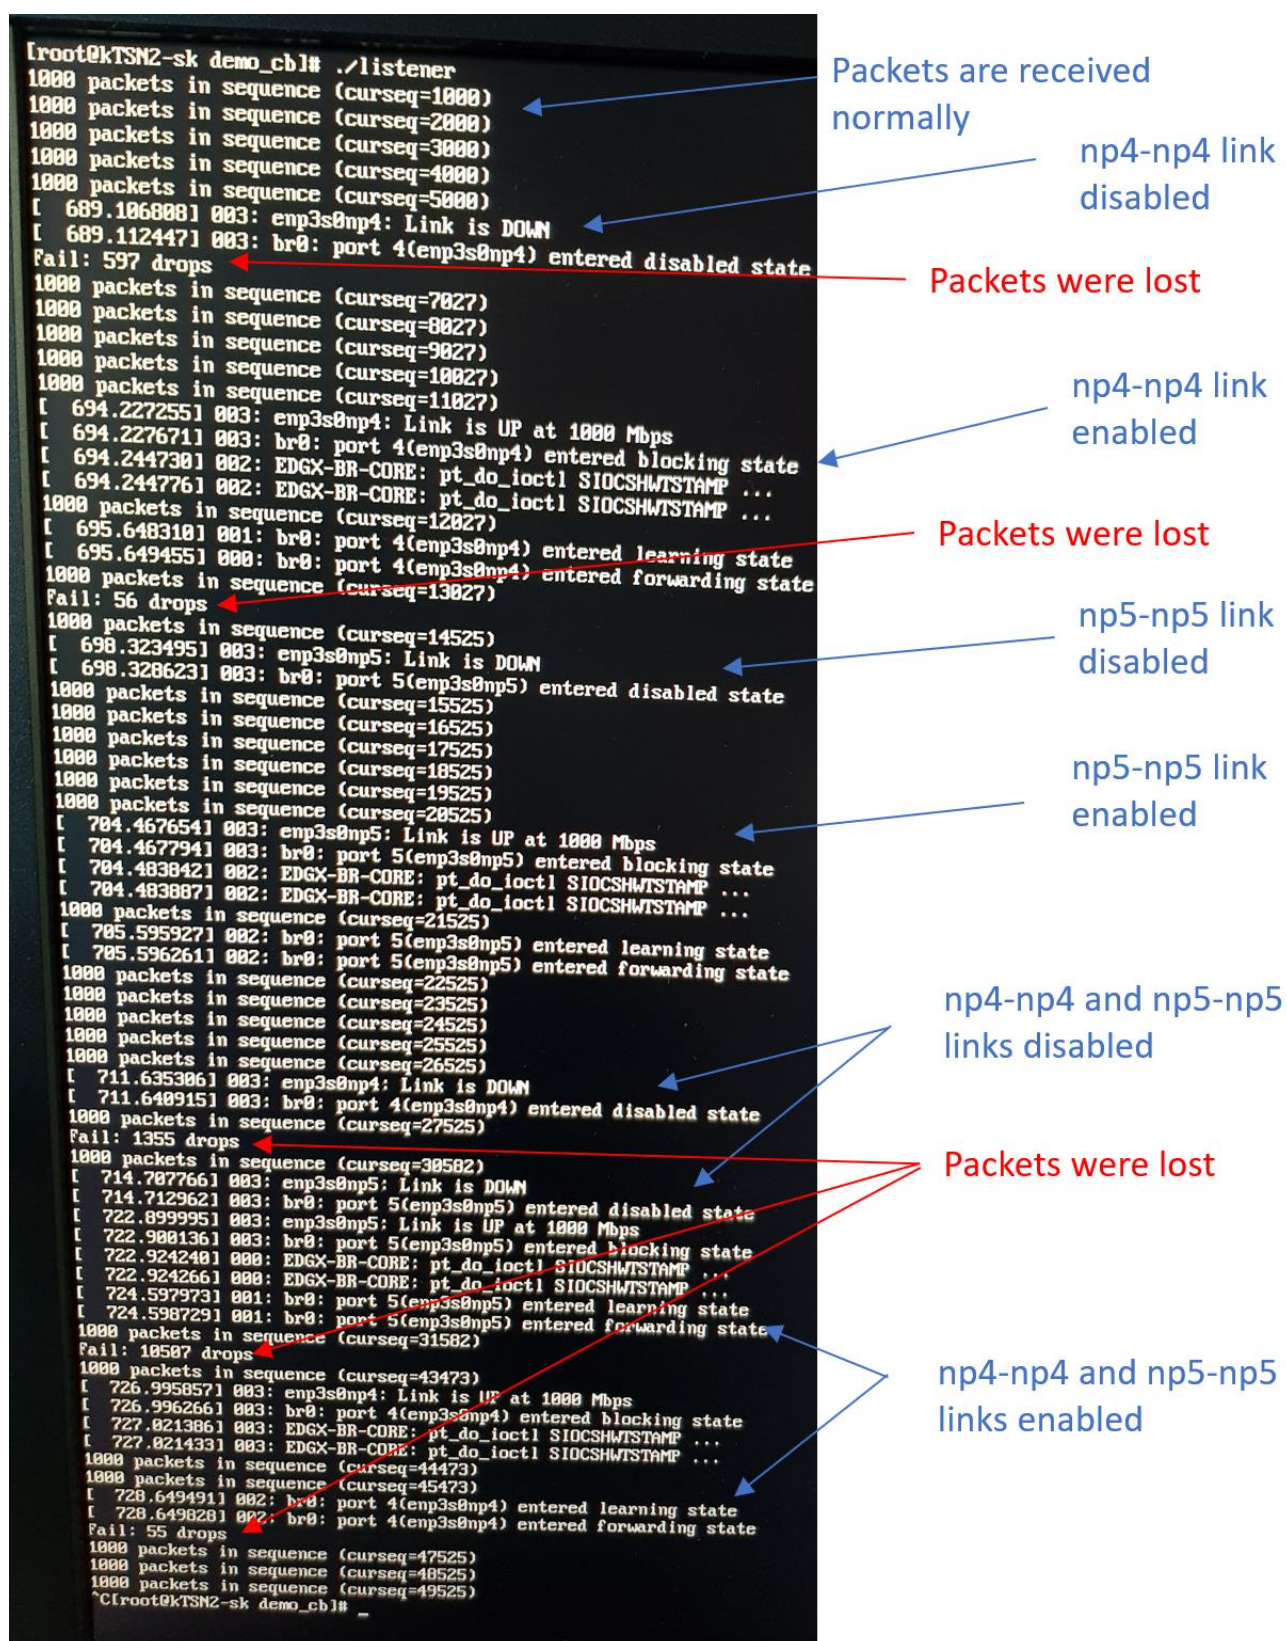 [root@kTSN2-sk demo_cb]# ./listener
1000 packets in sequence (curseq=1000)
1000 packets in sequence (curseq=2000)
1000 packets in sequence (curseq=3000)
1000 packets in sequence (curseq=4000)
1000 packets in sequence (curseq=5000)
[  689.106808] 003: enp3s0np4: Link is DOWN
[  689.112447] 003: br0: port 4(enp3s0np4) entered disabled state
Fail: 597 drops
1000 packets in sequence (curseq=7027)
1000 packets in sequence (curseq=8027)
1000 packets in sequence (curseq=9027)
1000 packets in sequence (curseq=10027)
1000 packets in sequence (curseq=11027)
[  694.227255] 003: enp3s0np4: Link is UP at 1000 Mbps
[  694.227671] 003: br0: port 4(enp3s0np4) entered blocking state
[  694.244730] 002: EDGX-BR-CORE: pt_do_ioctl SIOCSHWTSTAMP ...
[  694.244776] 002: EDGX-BR-CORE: pt_do_ioctl SIOCSHWTSTAMP ...
1000 packets in sequence (curseq=12027)
[  695.648310] 001: br0: port 4(enp3s0np4) entered learning state
[  695.649455] 000: br0: port 4(enp3s0np4) entered forwarding state
1000 packets in sequence (curseq=13027)
Fail: 56 drops
1000 packets in sequence (curseq=14525)
[  698.323495] 003: enp3s0np5: Link is DOWN
[  698.328623] 003: br0: port 5(enp3s0np5) entered disabled state
1000 packets in sequence (curseq=15525)
1000 packets in sequence (curseq=16525)
1000 packets in sequence (curseq=17525)
1000 packets in sequence (curseq=18525)
1000 packets in sequence (curseq=19525)
1000 packets in sequence (curseq=20525)
[  704.467654] 003: enp3s0np5: Link is UP at 1000 Mbps
[  704.467794] 003: br0: port 5(enp3s0np5) entered blocking state
[  704.483842] 002: EDGX-BR-CORE: pt_do_ioctl SIOCSHWTSTAMP ...
[  704.483887] 002: EDGX-BR-CORE: pt_do_ioctl SIOCSHWTSTAMP ...
1000 packets in sequence (curseq=21525)
[  705.595927] 002: br0: port 5(enp3s0np5) entered learning state
[  705.596261] 002: br0: port 5(enp3s0np5) entered forwarding state
1000 packets in sequence (curseq=22525)
1000 packets in sequence (curseq=23525)
1000 packets in sequence (curseq=24525)
1000 packets in sequence (curseq=25525)
1000 packets in sequence (curseq=26525)
[  711.635306] 003: enp3s0np4: Link is DOWN
[  711.640915] 003: br0: port 4(enp3s0np4) entered disabled state
1000 packets in sequence (curseq=27525)
Fail: 1355 drops
1000 packets in sequence (curseq=30582)
[  714.707766] 003: enp3s0np5: Link is DOWN
[  714.712962] 003: br0: port 5(enp3s0np5) entered disabled state
[  722.899995] 003: enp3s0np5: Link is UP at 1000 Mbps
[  722.900136] 003: br0: port 5(enp3s0np5) entered blocking state
[  722.924240] 000: EDGX-BR-CORE: pt_do_ioctl SIOCSHWTSTAMP ...
[  722.924266] 000: EDGX-BR-CORE: pt_do_ioctl SIOCSHWTSTAMP ...
[  724.597973] 001: br0: port 5(enp3s0np5) entered learning state
[  724.598729] 001: br0: port 5(enp3s0np5) entered forwarding state
1000 packets in sequence (curseq=31582)
Fail: 10507 drops
1000 packets in sequence (curseq=43473)
[  726.995857] 003: enp3s0np4: Link is UP at 1000 Mbps
[  726.996266] 003: br0: port 4(enp3s0np4) entered blocking state
[  727.021386] 003: EDGX-BR-CORE: pt_do_ioctl SIOCSHWTSTAMP ...
[  727.021433] 003: EDGX-BR-CORE: pt_do_ioctl SIOCSHWTSTAMP ...
1000 packets in sequence (curseq=44473)
1000 packets in sequence (curseq=45473)
[  728.649491] 002: br0: port 4(enp3s0np4) entered learning state
[  728.649828] 002: br0: port 4(enp3s0np4) entered forwarding state
Fail: 55 drops
1000 packets in sequence (curseq=47525)
1000 packets in sequence (curseq=48525)
1000 packets in sequence (curseq=49525)
^C[root@kTSN2-sk demo_cb]# _
Packets are received
normally
np4-np4 link
disabled
Packets were lost
np4-np4 link
enabled
Packets were lost
np5-np5 link
disabled
np5-np5 link
enabled
np4-np4 and np5-np5
links disabled
Packets were lost
np4-np4 and np5-np5
links enabled